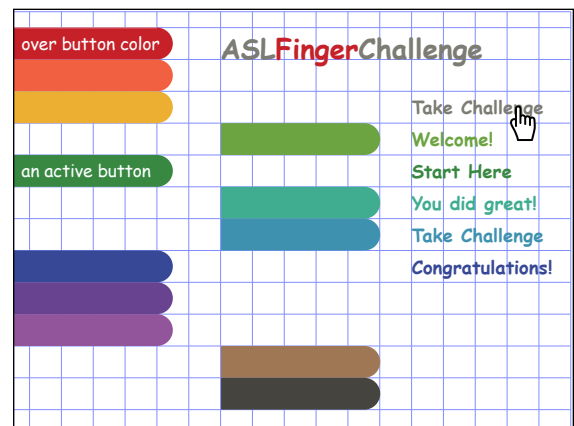 over button color
ASLFingerChallenge
Take Challenge
Welcome!
an active button
Start Here
You did great!
Take Challenge
Congratulations!